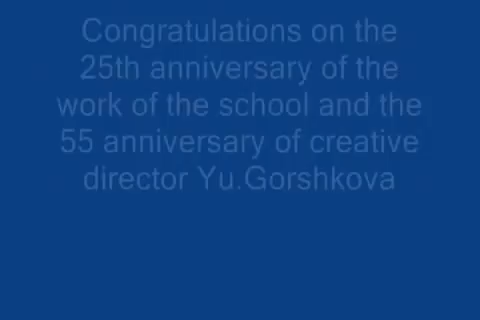 Congratulations on the
25th anniversary of the
work of the school and the
55 anniversary of creative
director Yu.Gorshkova